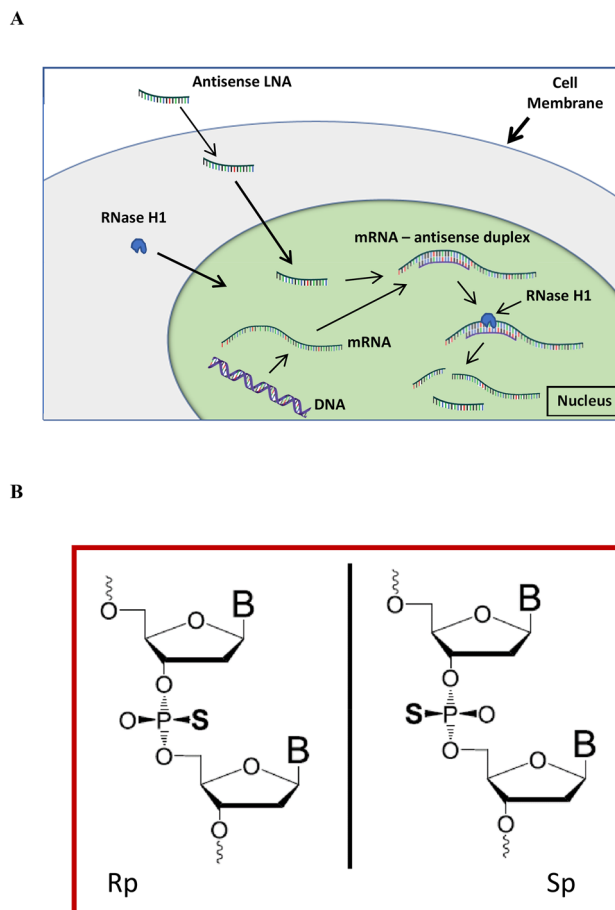 A
Antisense LNA
Cell
Membrane
RNase H1
mRNA – antisense duplex
RNase H1
mRNA
DNA
Nucleus
B
O
O
B
O
O P S
O
O
B
O
Rp
O
O
B
O
S P O
O
O
B
O
Sp